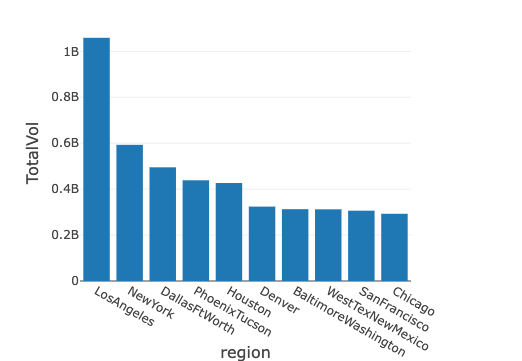 1B
0.8B
0.6B
0.4B
0.2B
0
TotalVol
LosAngeles
NewYork
DallasFtWorth
PhoenixTucson
Houston
Denver
BaltimoreWashington
WestTexNewMexico
SanFrancisco
Chicago
region